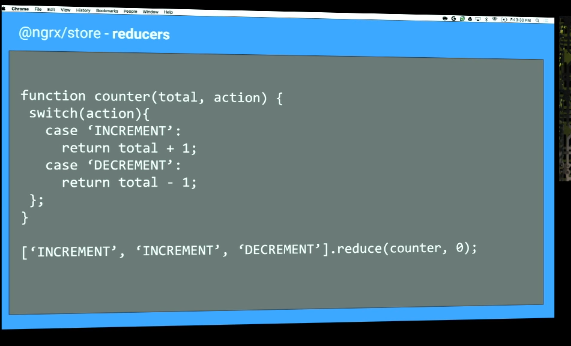 Chrome File Edit View History Bookmarks People Window Help
@ngrx/store - reducers
function counter(total, action) {
switch(action){
case ‘INCREMENT’:
return total + 1;
case ‘DECREMENT’:
return total - 1;
};
}
[‘INCREMENT’, ‘INCREMENT’, ‘DECREMENT’].reduce(counter, 0);